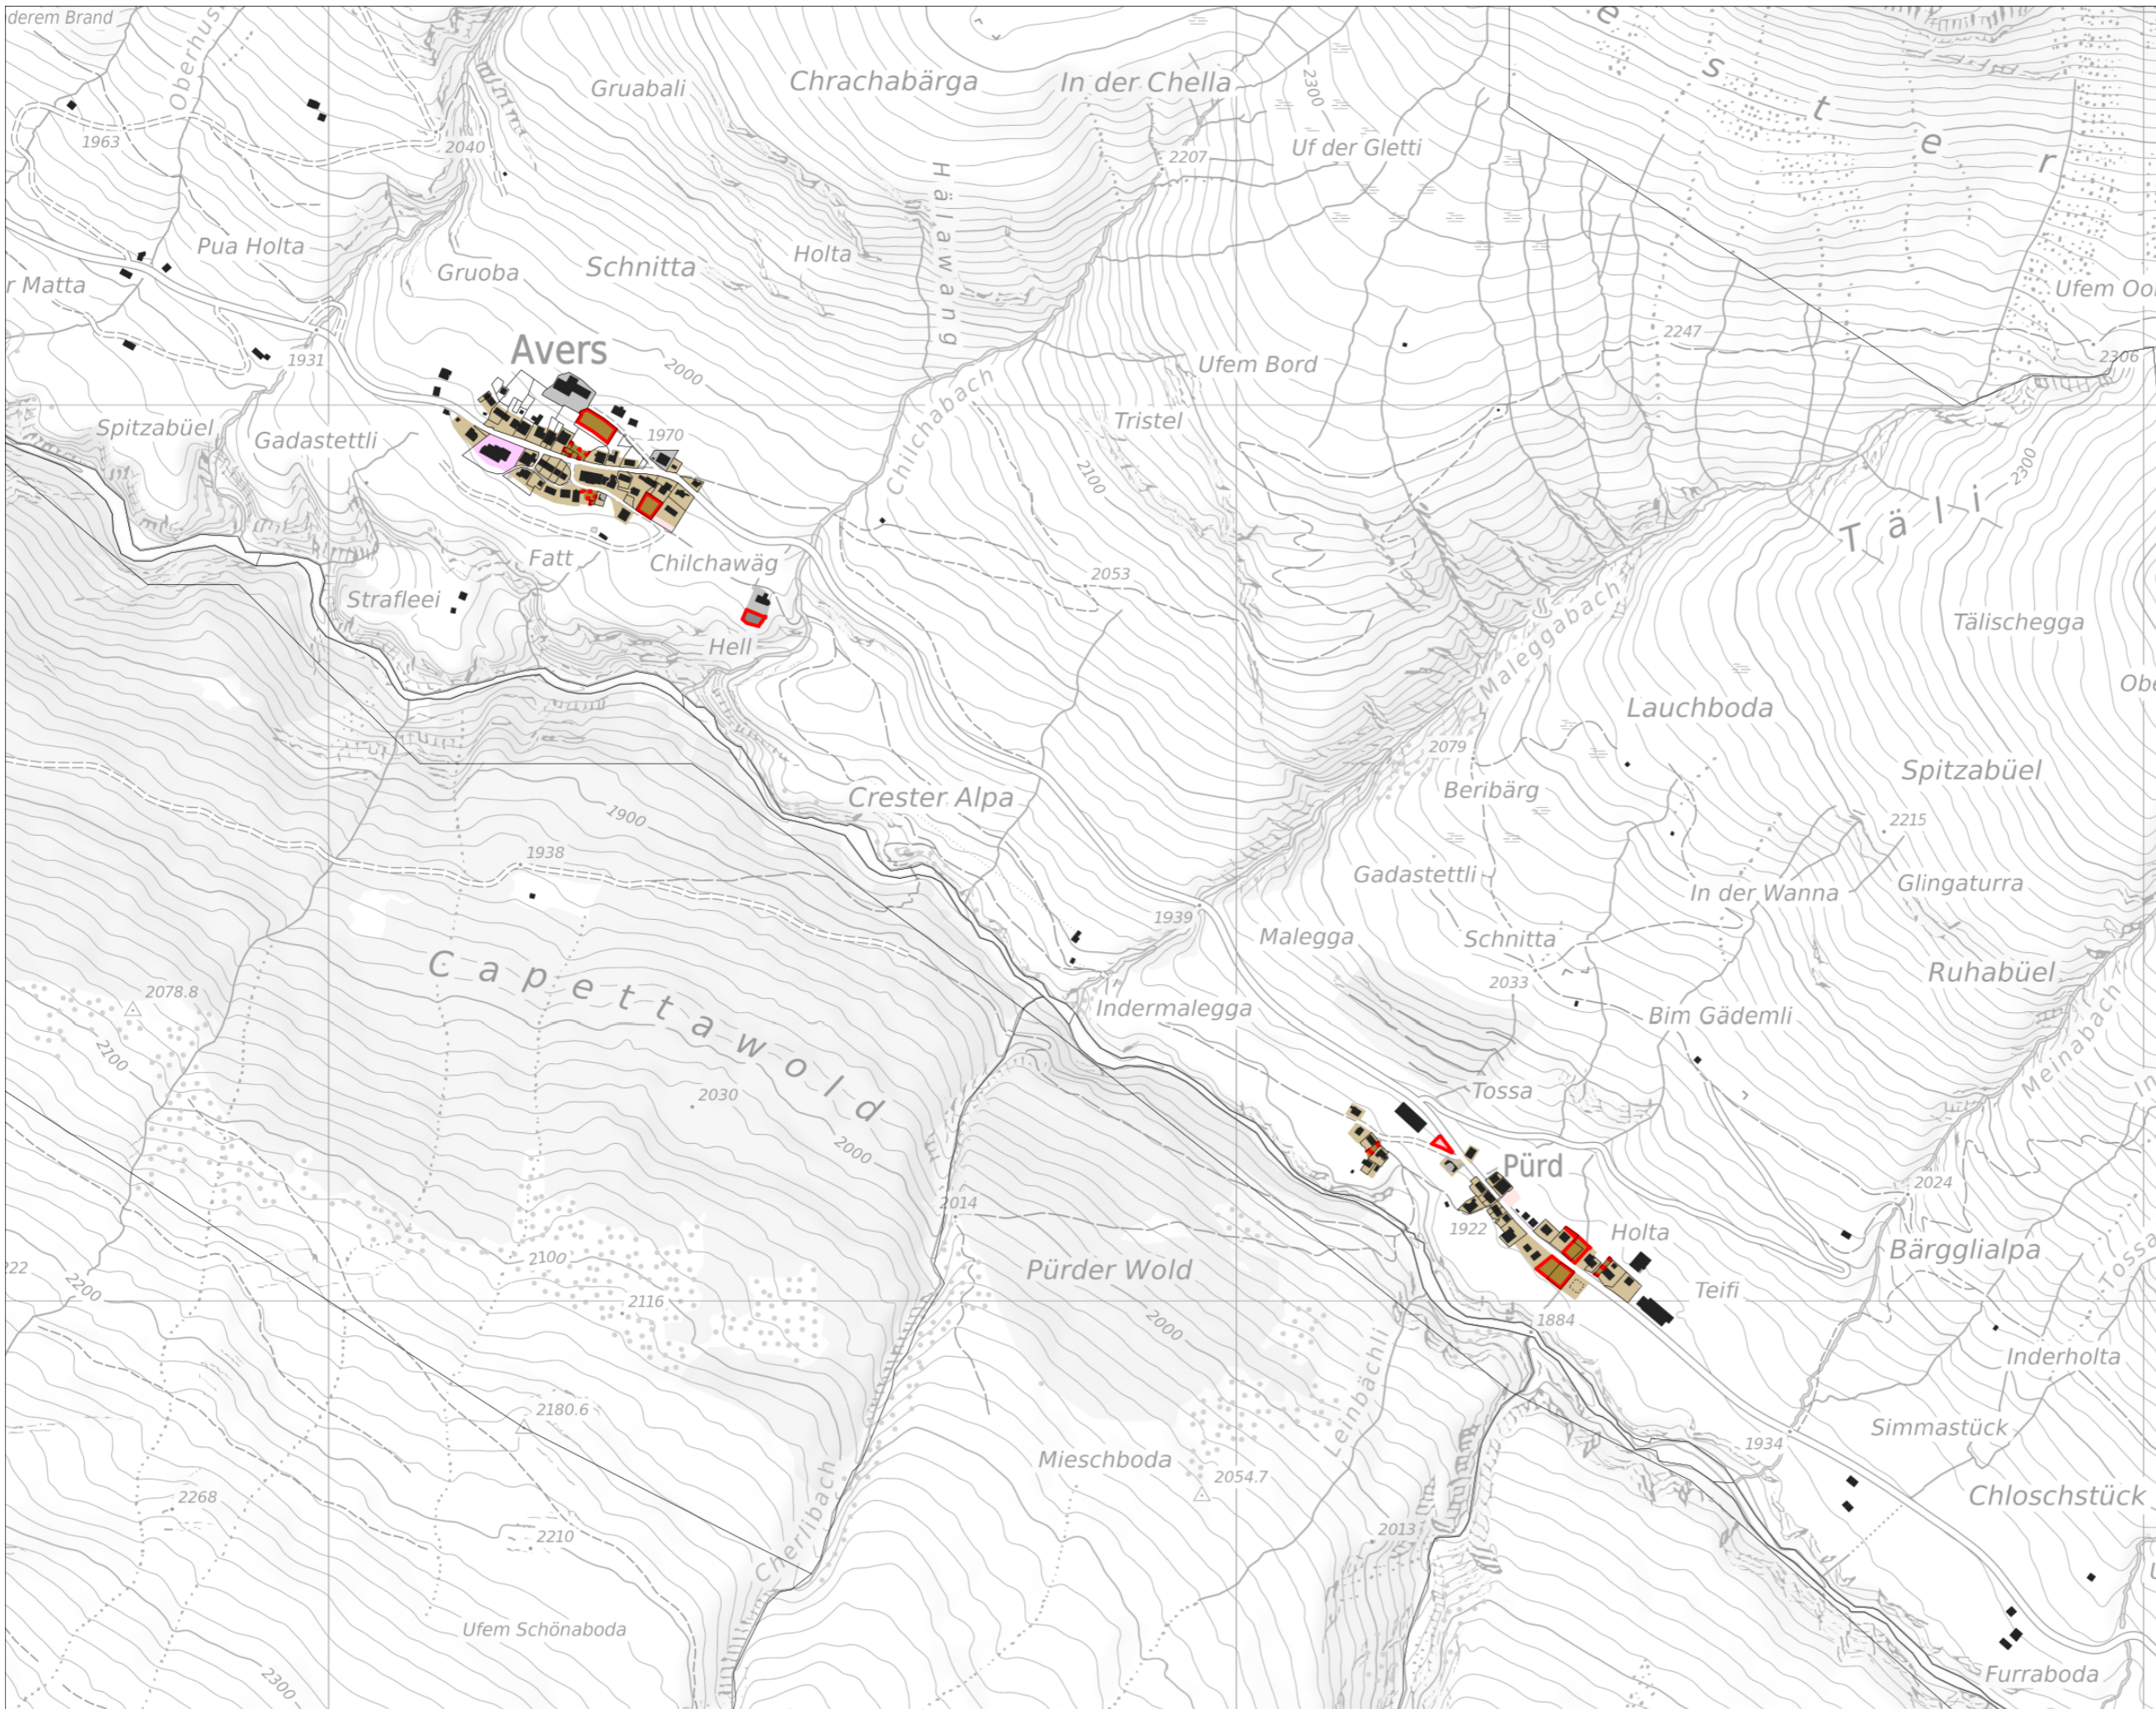 derem Brand
Oberhus
Gruabali
Chrachabärga
In der Chella
2300
Uf der Gletti
s t e r
1963
2040
2207
Hälawang
Pua Holta
Gruoba
Schnitta
Holta
r Matta
Ufem Oo
2247
2306
1931
Avers
2000
Ufem Bord
Chilchabach
Tristel
Spitzabüel
Gadastettli
1970
2100
2300
Täli
Fatt
Chilchawäg
2053
Strafleei
Hell
Maleggabach
Tälischegga
Obe
Lauchboda
2079
Beribärg
Spitzabüel
Crester Alpa
1900
2215
1938
Gadastettli
In der Wanna
Glingaturra
1939
Malegga
Schnitta
Ruhabüel
Capettawold
2078.8
2033
Indermalegga
Bim Gädemli
Meinabach
2100
2030
Tossa
2000
Pürd
2024
2014
1922
Holta
Bärgglialpa
Tossa
2100
Pürder Wold
222
2200
2116
Teifi
2000
1884
Leinbächli
Inderholta
2180.6
Simmastück
1934
Mieschboda
2054.7
2268
Chloschstück
2210
2013
Ufem Schönaboda
2300
Furraboda